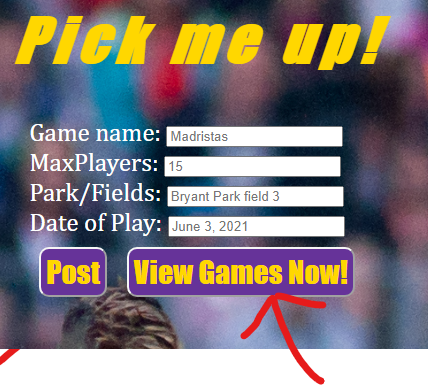 Pick me up!
Game name: Madristas
MaxPlayers: 15
Park/Fields: Bryant Park field 3
Date of Play: June 3, 2021
Post View Games Now!